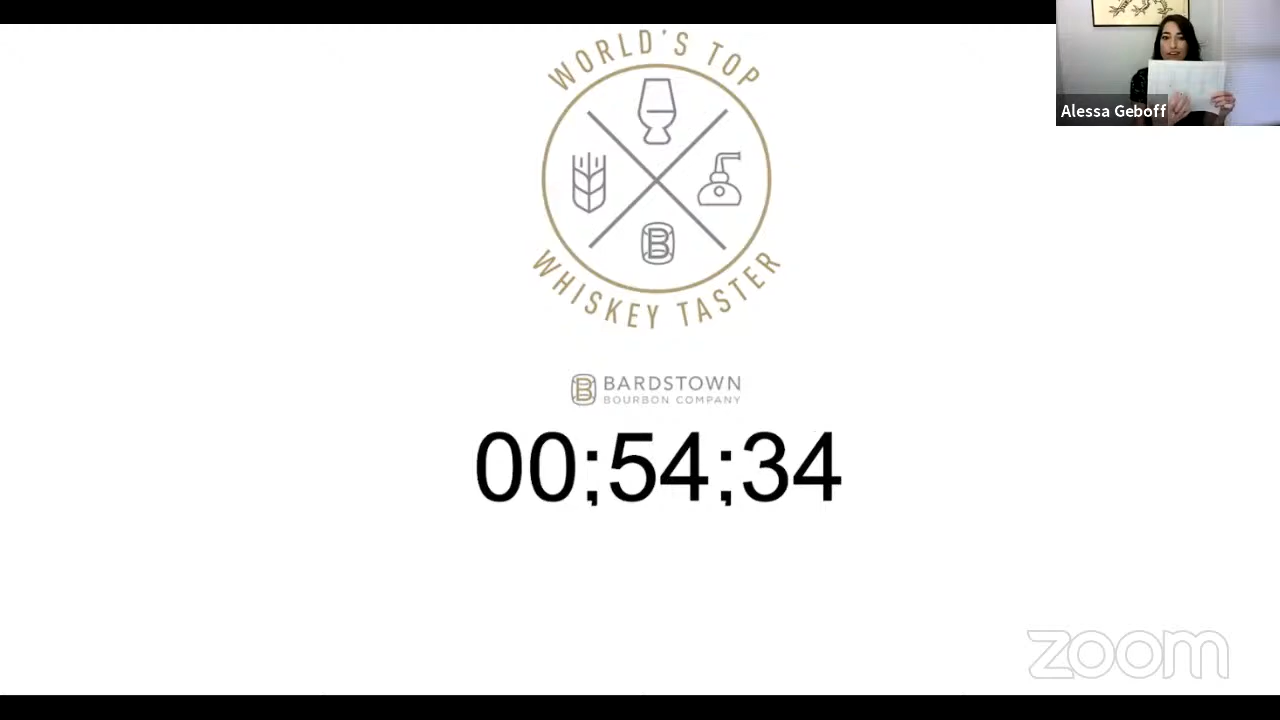 WORLD'S TOP
B
WHISKEY TASTER
B BARDSTOWN
BOURBON COMPANY
00;54;34
Alessa Geboff
zoom